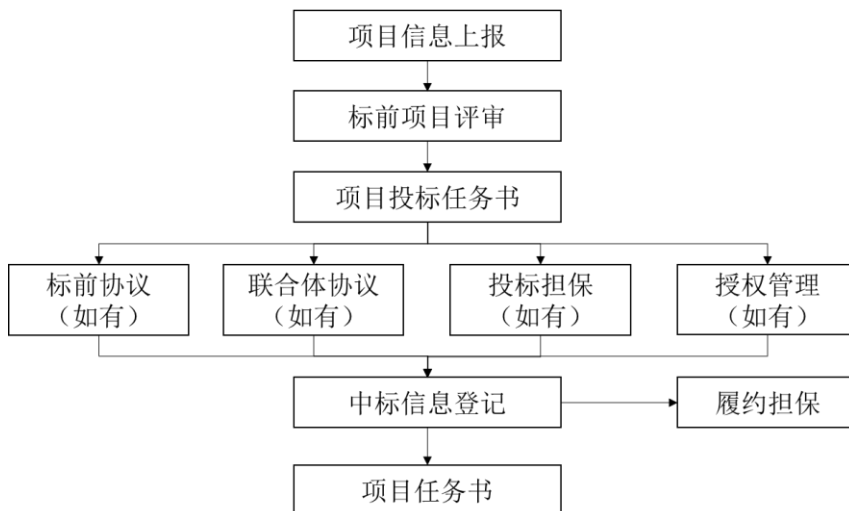 项目信息上报
标前项目评审
项目投标任务书
标前协议
（如有）
联合体协议
（如有）
投标担保
（如有）
授权管理
（如有）
中标信息登记
履约担保
项目任务书